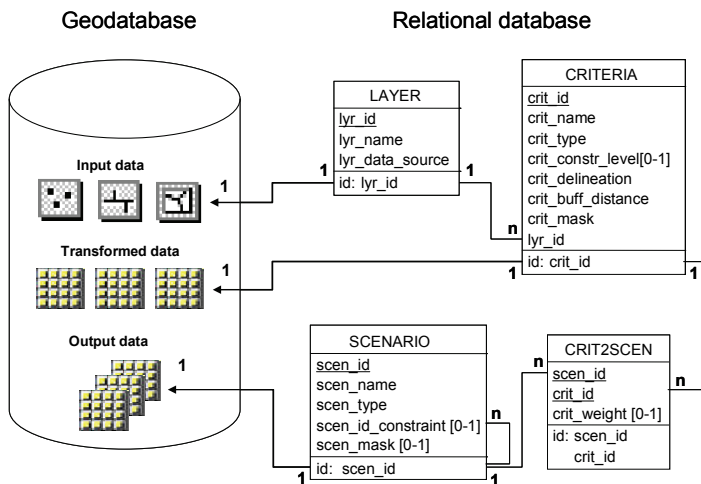 Geodatabase
Relational database
Input data
1
Transformed data
1
Output data
1
LAYER
lyr_id
lyr_name
lyr_data_source
id: lyr_id
1
1
CRITERIA
crit_id
crit_name
crit_type
crit_constr_level[0-1]
crit_delineation
crit_buff_distance
crit_mask
lyr_id
id: crit_id
n
1
1
SCENARIO
scen_id
scen_name
scen_type
scen_id_constraint [0-1]
scen_mask [0-1]
id: scen_id
n
1
1
CRIT2SCEN
scen_id
crit_id
crit_weight [0-1]
id: scen_id
crit_id
n
n